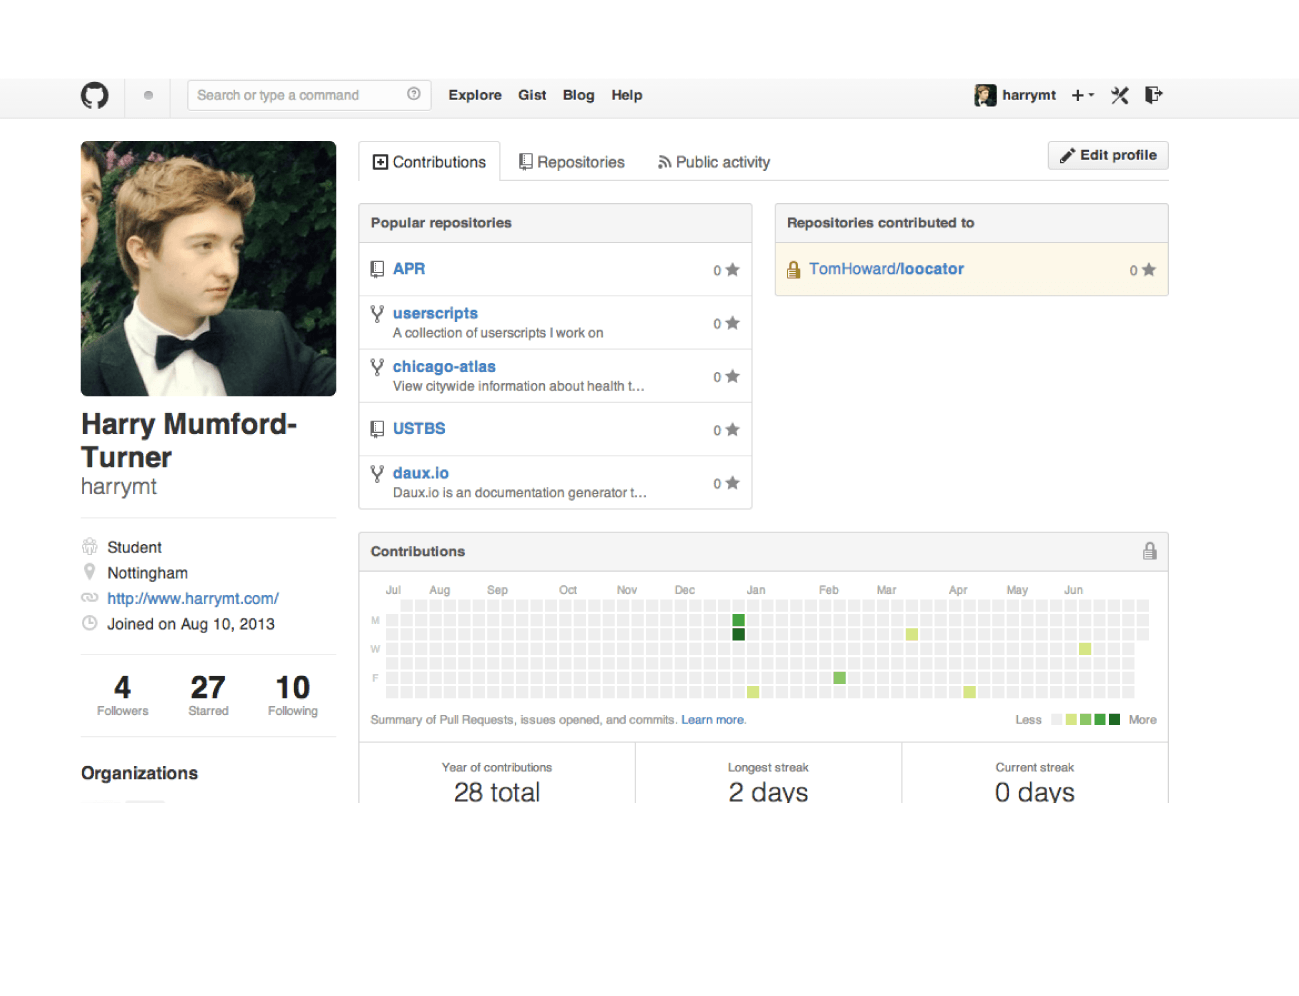 Search or type a command
Explore Gist Blog Help
harrymt
Contributions Repositories Public activity
Edit profile
Harry Mumford-
Turner
harrymt
Student
Nottingham
http://www.harrymt.com/
Joined on Aug 10, 2013
4 27 10
Followers Starred Following
Organizations
Popular repositories
APR 0
userscripts
A collection of userscripts I work on 0
chicago-atlas
View citywide information about health t... 0
USTBS 0
daux.io
Daux.io is an documentation generator t... 0
Repositories contributed to
TomHoward/loocator 0
Contributions
Jul Aug Sep Oct Nov Dec Jan Feb Mar Apr May Jun
M
W
F
Summary of Pull Requests, issues opened, and commits. Learn more.
Less More
Year of contributions Longest streak Current streak
28 total 2 days 0 days